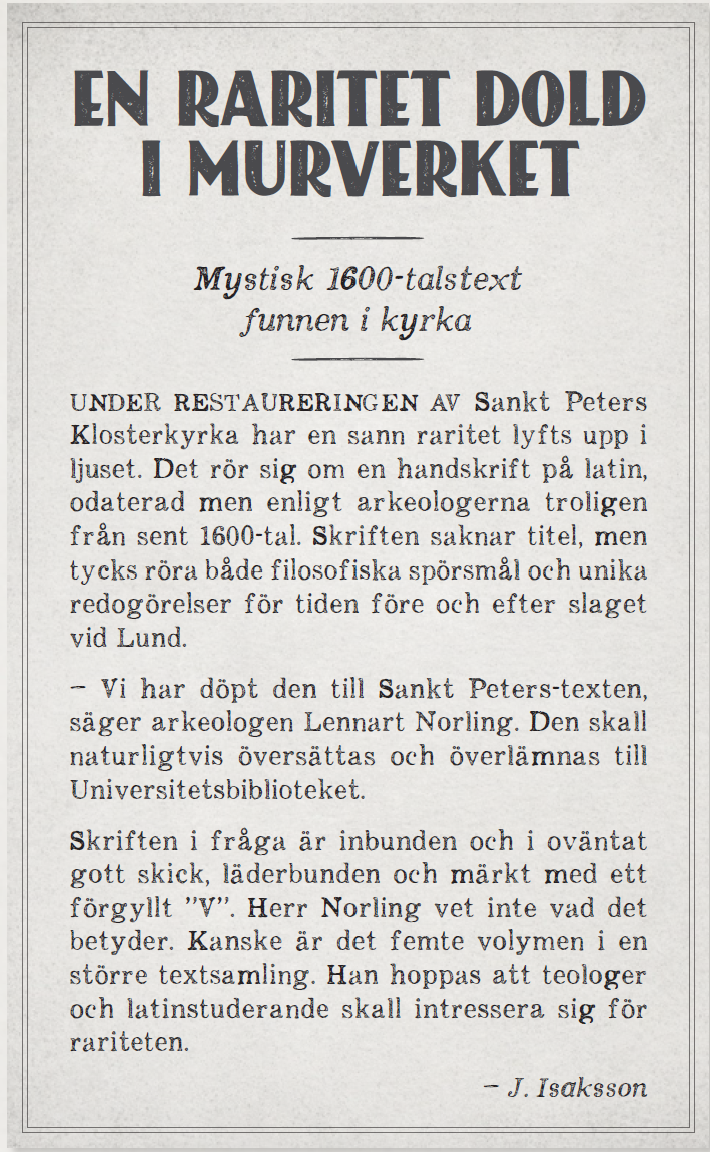 EN RARITET DOLD
I MURVERKET
Mystisk 1600-talstext
funnen i kyrka
UNDER RESTAURERINGEN AV Sankt Peters
Klosterkyrka har en sann raritet lyfts upp i
ljuset. Det rör sig om en handskrift på latin,
odaterad men enligt arkeologerna troligen
från sent 1600-tal. Skriften saknar titel, men
tycks röra både filosofiska spörsmål och unika
redogörelser för tiden före och efter slaget
vid Lund.
– Vi har döpt den till Sankt Peters-texten,
säger arkeologen Lennart Norling. Den skall
naturligtvis översättas och överlämnas till
Universitetsbiblioteket.
Skriften i fråga är inbunden och i oväntat
gott skick, läderbunden och märkt med ett
förgyllt ”V”. Herr Norling vet inte vad det
betyder. Kanske är det femte volymen i en
större textsamling. Han hoppas att teologer
och latinstuderande skall intressera sig för
rariteten.
– J. Isaksson